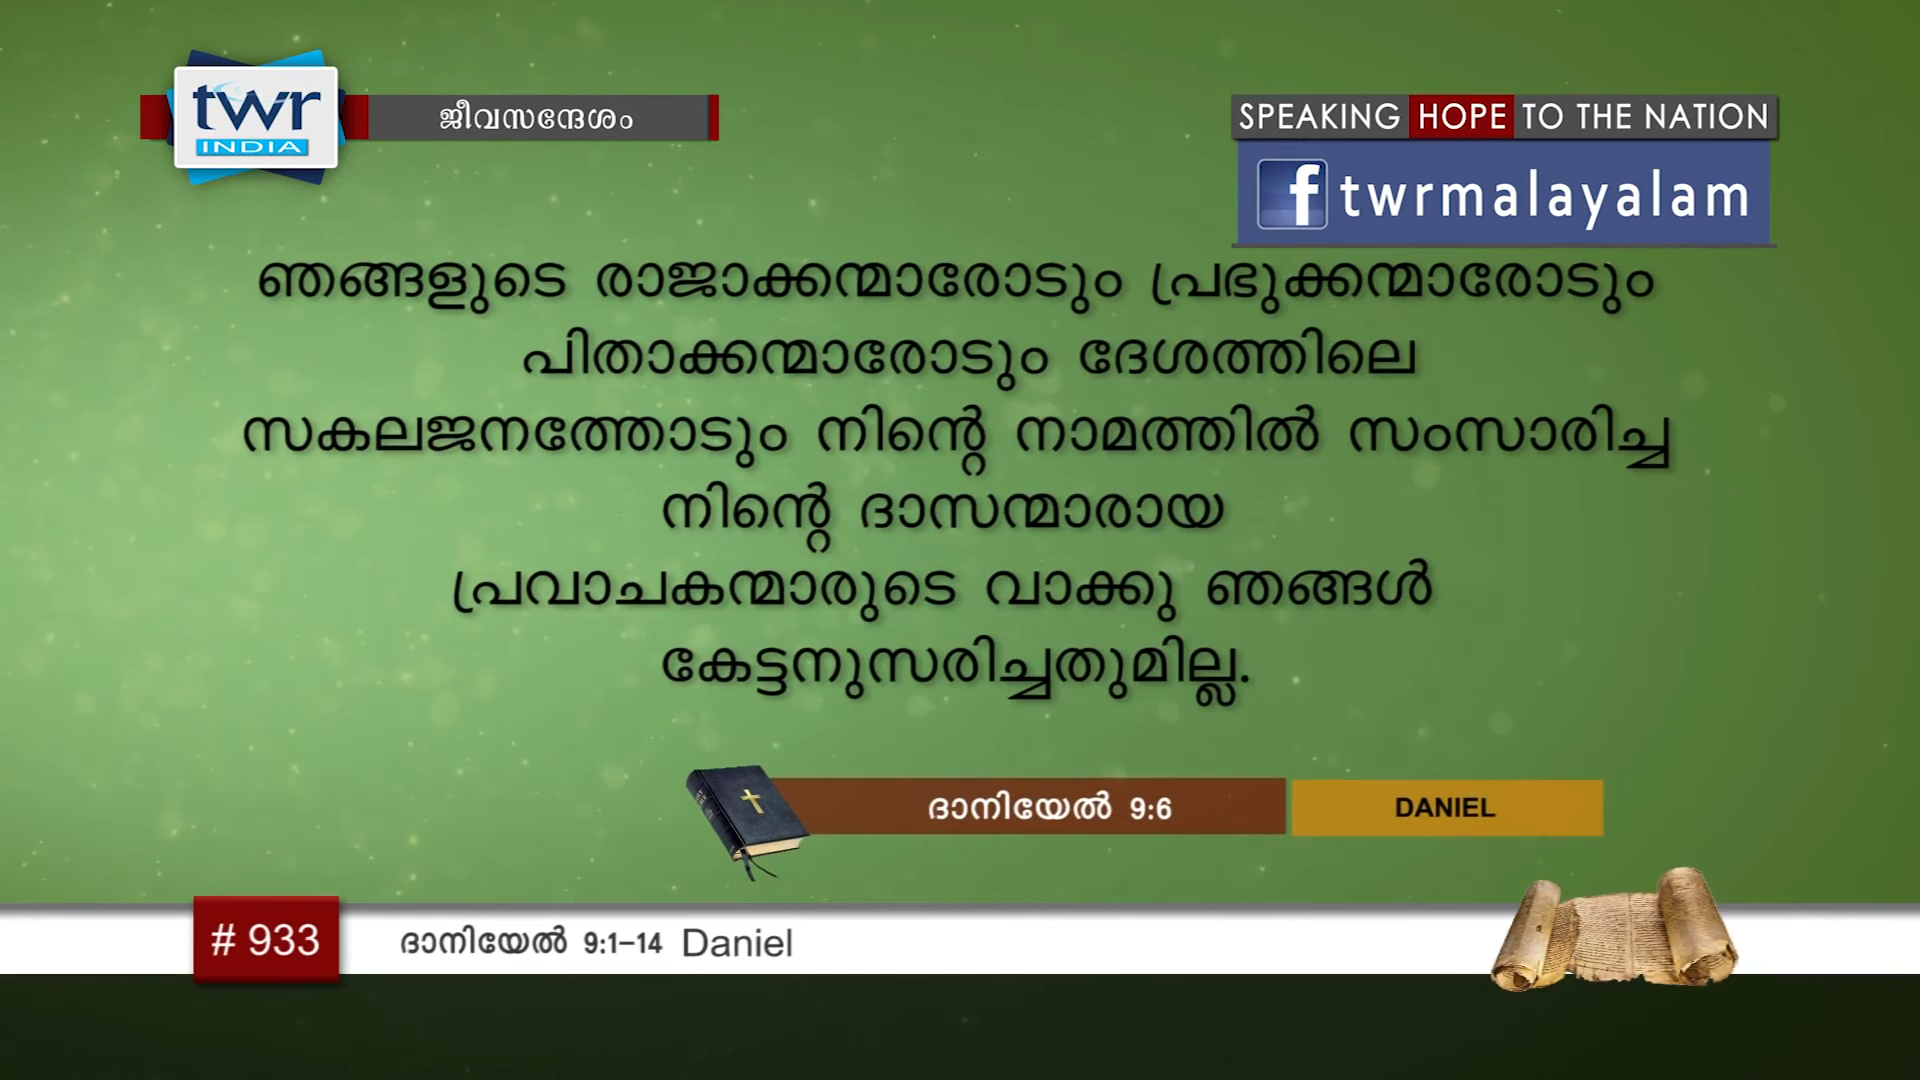 twr
INDIA
ജീവസന്ദേശം
SPEAKING HOPE TO THE NATION
f twrmalayalam
ഞങ്ങളുടെ രാജാക്കന്മാരോടും പ്രഭുക്കന്മാരോടും
പിതാക്കന്മാരോടും ദേശത്തിലെ
സകലജനത്തോടും നിന്റെ നാമത്തിൽ സംസാരിച്ച
നിന്റെ ദാസന്മാരായ
പ്രവാചകന്മാരുടെ വാക്കു ഞങ്ങൾ
കേട്ടനുസരിച്ചതുമില്ല.
ദാനിയേൽ 9:6
DANIEL
# 933
ദാനിയേൽ 9:1-14 Daniel